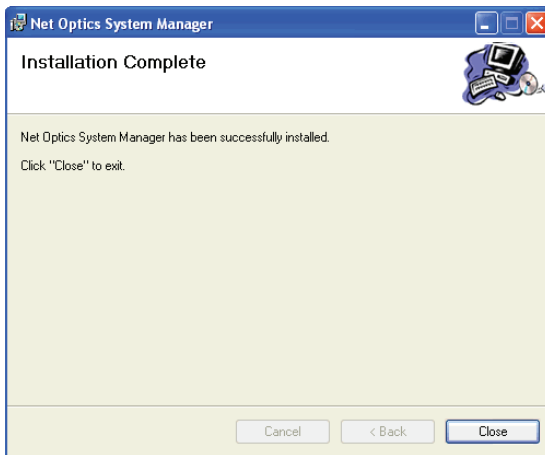 Net Optics System Manager
Installation Complete
Net Optics System Manager has been successfully installed.
Click "Close" to exit.
Cancel
< Back
Close